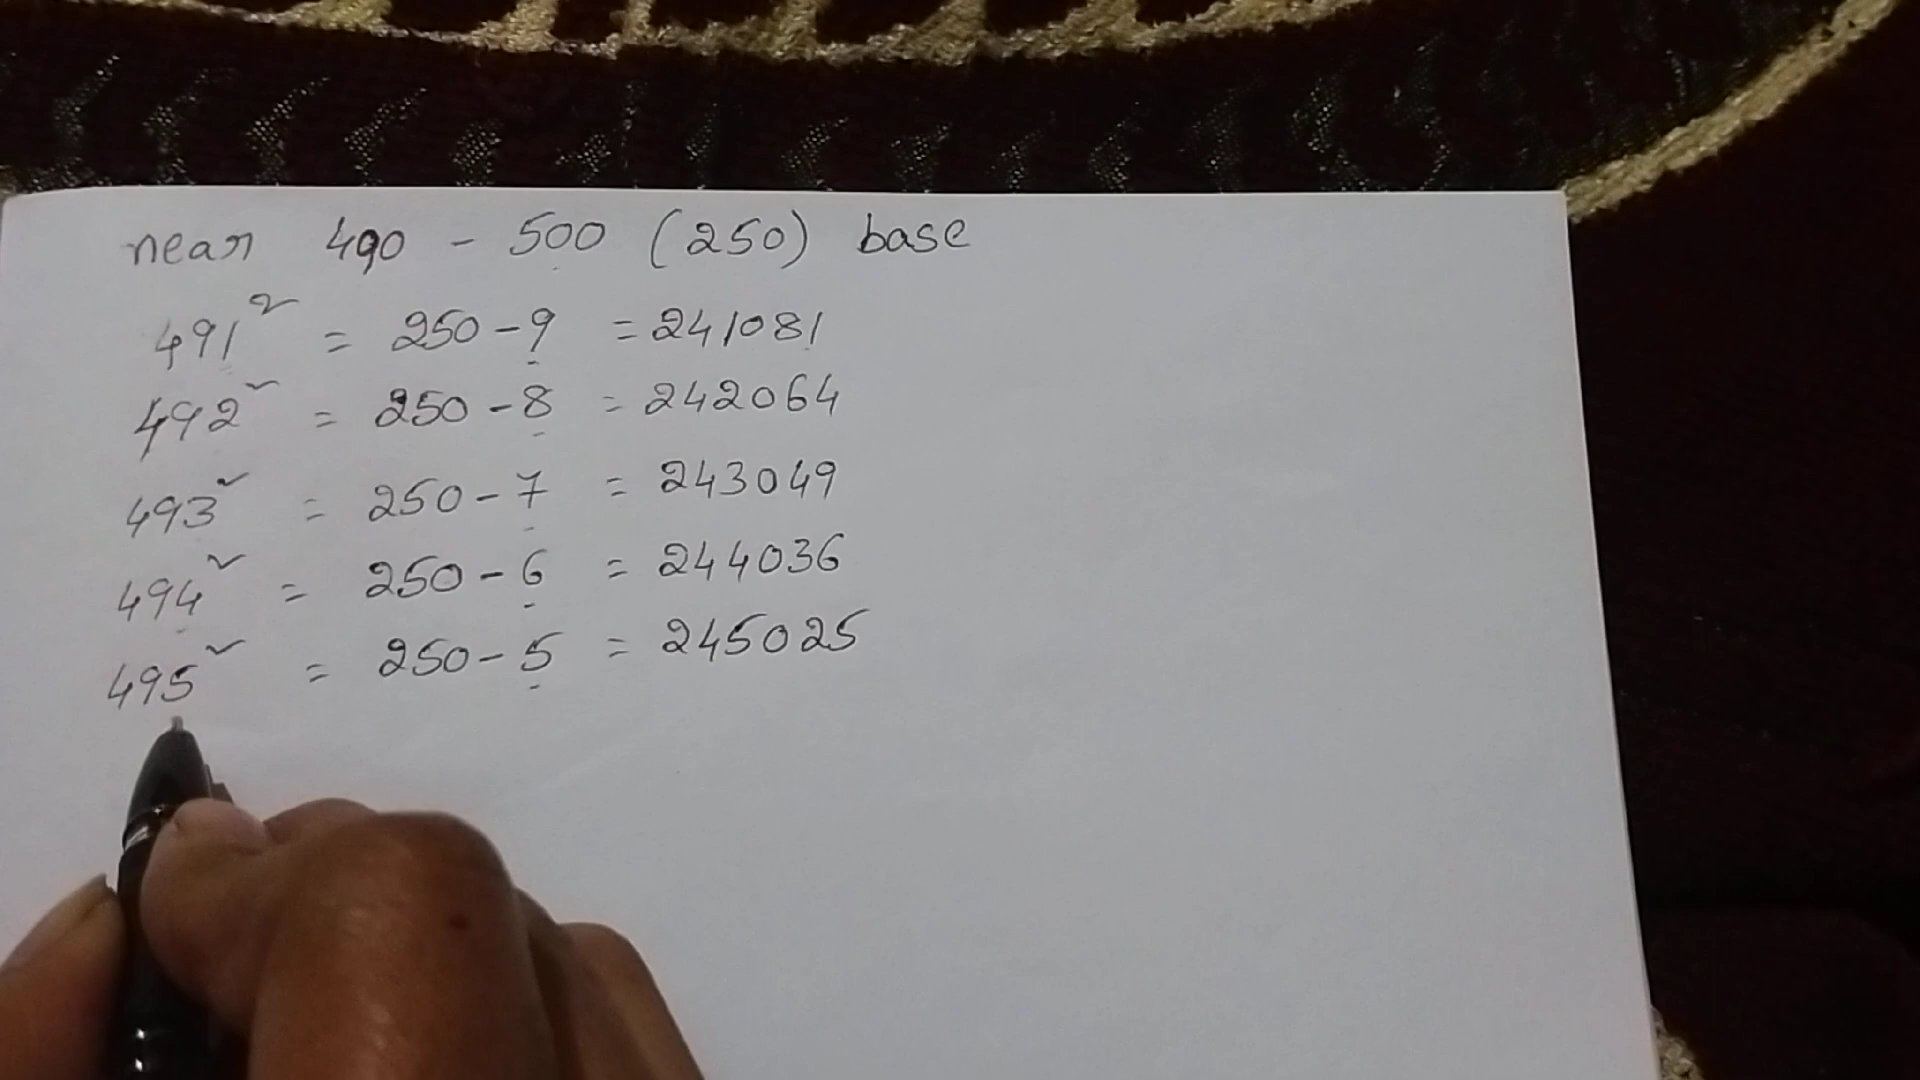 near 490 - 500 (250) base
491² = 250 - 9 = 241081
492² = 250 - 8 = 242064
493² = 250 - 7 = 243049
494² = 250 - 6 = 244036
495² = 250 - 5 = 245025